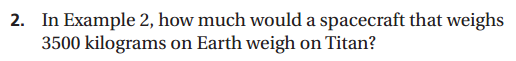 2. In Example 2, how much would a spacecraft that weighs
3500 kilograms on Earth weigh on Titan?